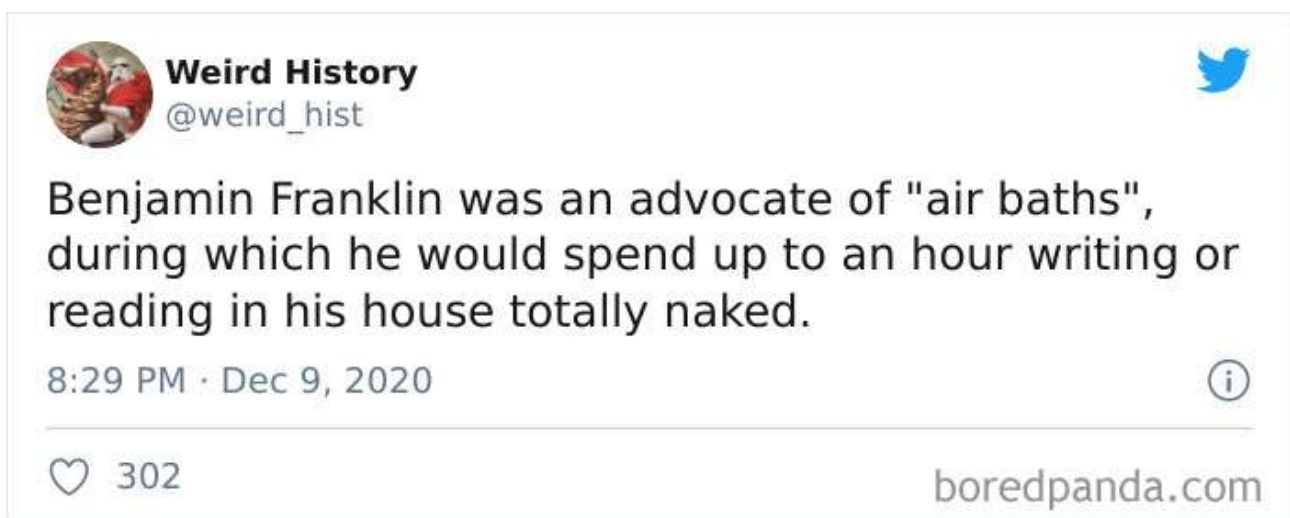 Weird History
@weird_hist
Benjamin Franklin was an advocate of "air baths",
during which he would spend up to an hour writing or
reading in his house totally naked.
8:29 PM · Dec 9, 2020
302
boredpanda.com